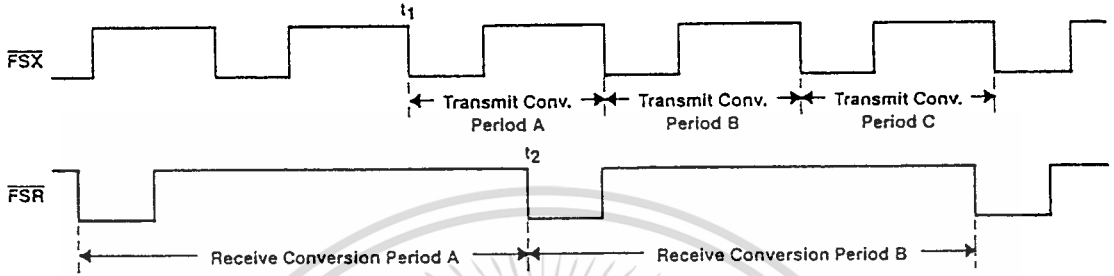 t1
FSX
Transmit Conv. Period A
Transmit Conv. Period B
Transmit Conv. Period C
t2
FSR
Receive Conversion Period A
Receive Conversion Period B